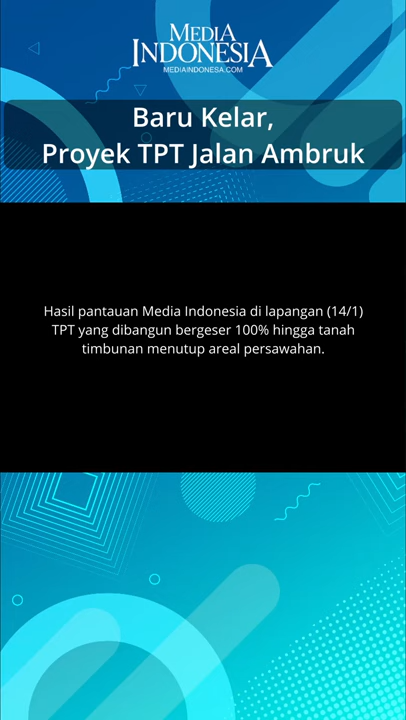 MEDIA
INDONESIA
MEDIAINDONESA.COM
Baru Kelar,
Proyek TPT Jalan Ambruk
Hasil pantauan Media Indonesia di lapangan (14/1)
TPT yang dibangun bergeser 100% hingga tanah
timbunan menutup areal persawahan.